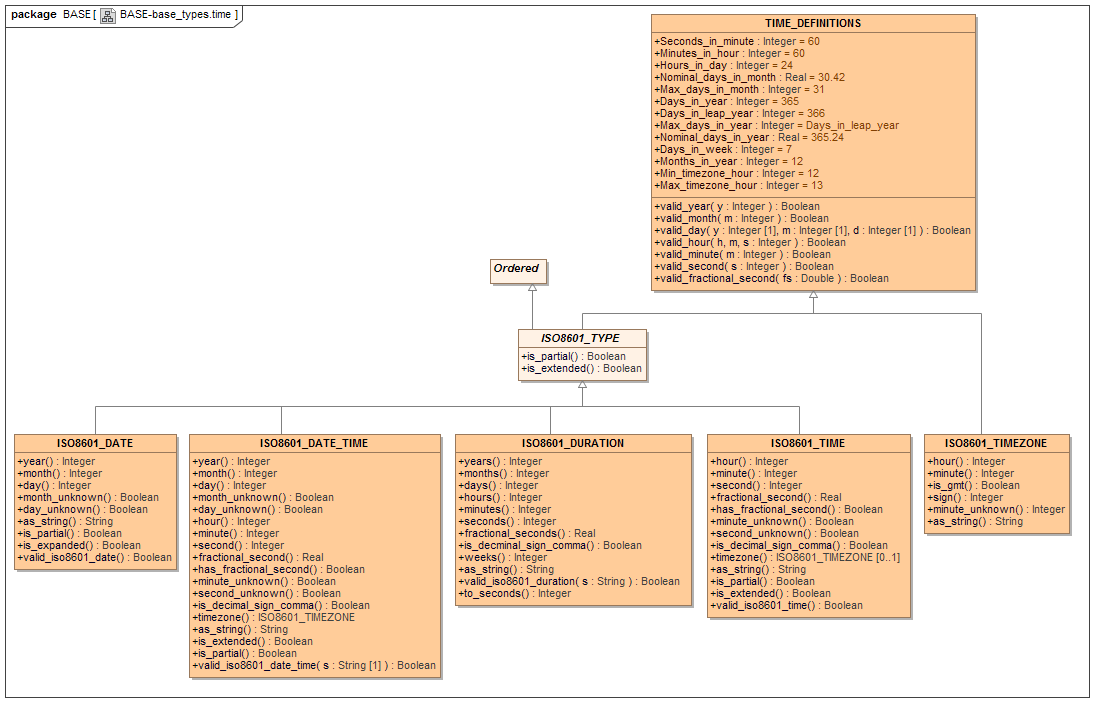 package BASE [ BASE-base_types.time ]
TIME_DEFINITIONS
+Seconds_in_minute : Integer = 60
+Minutes_in_hour : Integer = 60
+Hours_in_day : Integer = 24
+Nominal_days_in_month : Real = 30.42
+Max_days_in_month : Integer = 31
+Days_in_year : Integer = 365
+Days_in_leap_year : Integer = 366
+Max_days_in_year : Integer = Days_in_leap_year
+Nominal_days_in_year : Real = 365.24
+Days_in_week : Integer = 7
+Months_in_year : Integer = 12
+Min_timezone_hour : Integer = 12
+Max_timezone_hour : Integer = 13
+valid_year( y : Integer ) : Boolean
+valid_month( m : Integer ) : Boolean
+valid_day( y : Integer [1], m : Integer [1], d : Integer [1] ) : Boolean
+valid_hour( h, m, s : Integer ) : Boolean
+valid_minute( m : Integer ) : Boolean
+valid_second( s : Integer ) : Boolean
+valid_fractional_second( fs : Double ) : Boolean
Ordered
ISO8601_TYPE
+is_partial() : Boolean
+is_extended() : Boolean
ISO8601_DATE
+year() : Integer
+month() : Integer
+day() : Integer
+month_unknown() : Boolean
+day_unknown() : Boolean
+as_string() : String
+is_partial() : Boolean
+is_expanded() : Boolean
+valid_iso8601_date() : Boolean
ISO8601_DATE_TIME
+year() : Integer
+month() : Integer
+day() : Integer
+month_unknown() : Boolean
+day_unknown() : Boolean
+hour() : Integer
+minute() : Integer
+second() : Integer
+fractional_second() : Real
+has_fractional_second() : Boolean
+minute_unknown() : Boolean
+second_unknown() : Boolean
+is_decimal_sign_comma() : Boolean
+timezone() : ISO8601_TIMEZONE
+as_string() : String
+is_extended() : Boolean
+is_partial() : Boolean
+valid_iso8601_date_time( s : String [1] ) : Boolean
ISO8601_DURATION
+years() : Integer
+months() : Integer
+days() : Integer
+hours() : Integer
+minutes() : Integer
+seconds() : Integer
+fractional_seconds() : Real
+is_decminal_sign_comma() : Boolean
+weeks() : Integer
+as_string() : String
+valid_iso8601_duration( s : String ) : Boolean
+to_seconds() : Integer
ISO8601_TIME
+hour() : Integer
+minute() : Integer
+second() : Integer
+fractional_second() : Real
+has_fractional_second() : Boolean
+minute_unknown() : Boolean
+second_unknown() : Boolean
+is_decimal_sign_comma() : Boolean
+timezone() : ISO8601_TIMEZONE [0..1]
+as_string() : String
+is_partial() : Boolean
+is_extended() : Boolean
+valid_iso8601_time() : Boolean
ISO8601_TIMEZONE
+hour() : Integer
+minute() : Integer
+is_gmt() : Boolean
+sign() : Integer
+minute_unknown() : Integer
+as_string() : String